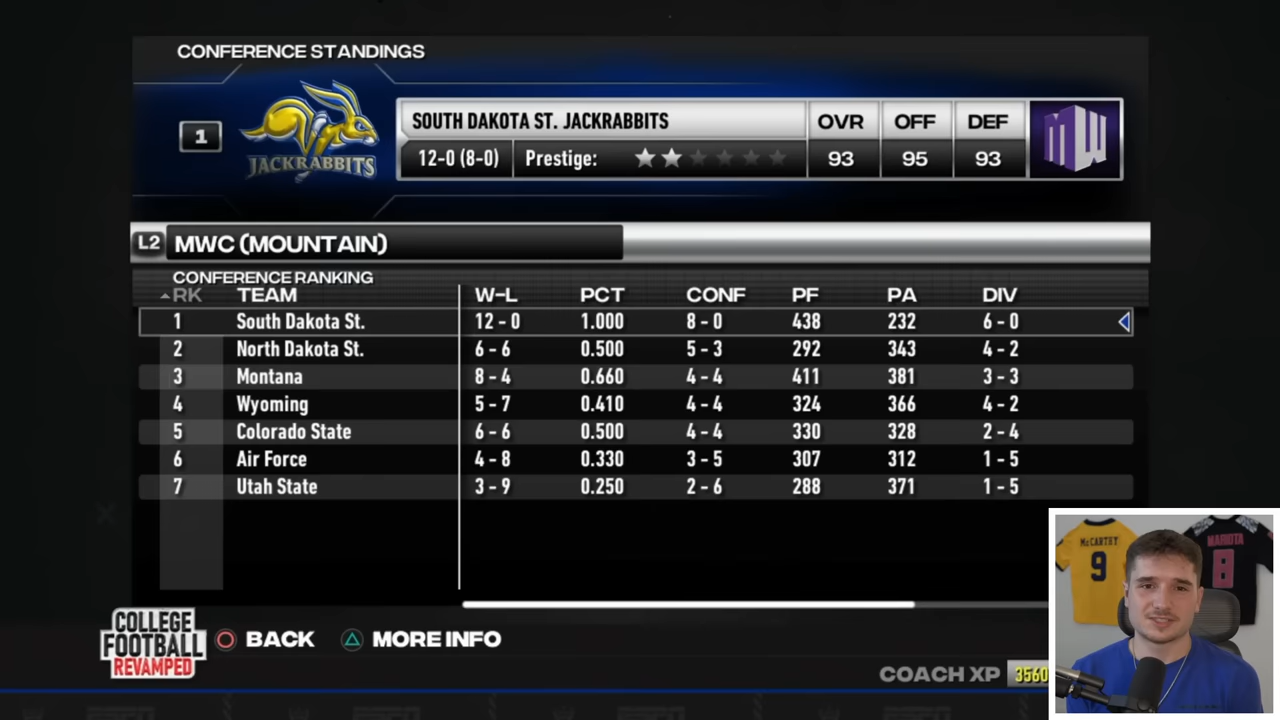 CONFERENCE STANDINGS
1
JACKRABBITS
SOUTH DAKOTA ST. JACKRABBITS OVR OFF DEF MW
12-0 (8-0) Prestige: 93 95 93
L2 MWC (MOUNTAIN)
CONFERENCE RANKING
RK TEAM W-L PCT CONF PF PA DIV
1 South Dakota St. 12 - 0 1.000 8 - 0 438 232 6 - 0
2 North Dakota St. 6 - 6 0.500 5 - 3 292 343 4 - 2
3 Montana 8 - 4 0.660 4 - 4 411 381 3 - 3
4 Wyoming 5 - 7 0.410 4 - 4 324 366 4 - 2
5 Colorado State 6 - 6 0.500 4 - 4 330 328 2 - 4
6 Air Force 4 - 8 0.330 3 - 5 307 312 1 - 5
7 Utah State 3 - 9 0.250 2 - 6 288 371 1 - 5
McCARTHY
9
MARIOTA
8
COLLEGE
FOOTBALL
REVAMPED
BACK MORE INFO
COACH XP 3560